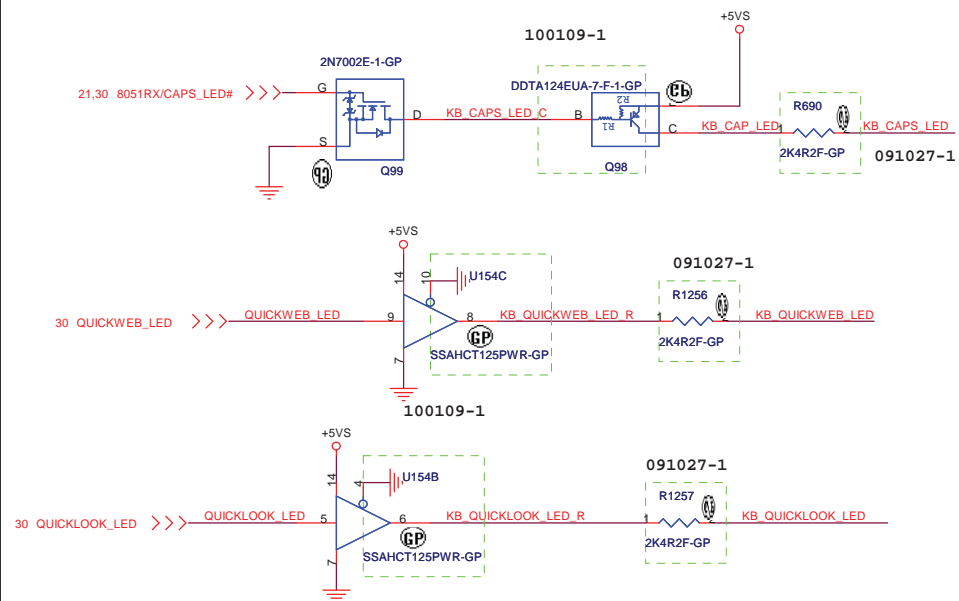 +5VS
100109-1
2N7002E-1-GP
DDTA124EUA-7-F-1-GP
21,30 8051RX/CAPS_LED#
G
D
S
KB_CAPS_LED_C
B
R1
R2
C
KB_CAP_LED
1
R690
KB_CAPS_LED
2K4R2F-GP
091027-1
Q99
Q98
GP
+5VS
14
10
U154C
091027-1
R1256
30 QUICKWEB_LED
QUICKWEB_LED
9
8
KB_QUICKWEB_LED_R
1
KB_QUICKWEB_LED
GP
2K4R2F-GP
SSAHCT125PWR-GP
7
100109-1
+5VS
14
4
U154B
091027-1
R1257
30 QUICKLOOK_LED
QUICKLOOK_LED
5
6
KB_QUICKLOOK_LED_R
1
KB_QUICKLOOK_LED
GP
2K4R2F-GP
SSAHCT125PWR-GP
7